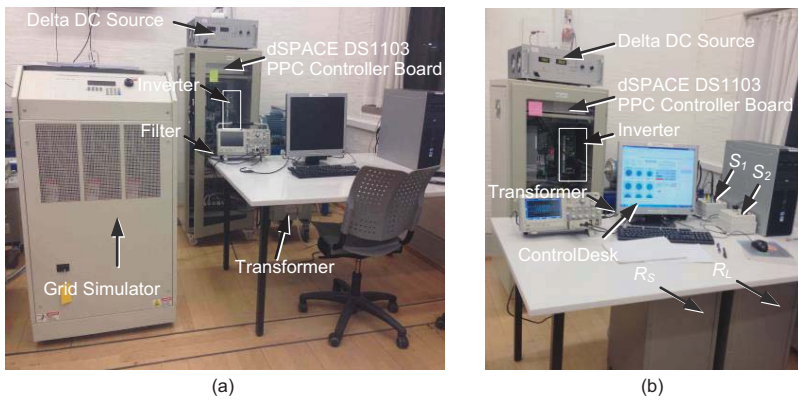 Delta DC Source
dSPACE DS1103
PPC Controller Board
Inverter
Filter
Transformer
Grid Simulator
(a)
Delta DC Source
dSPACE DS1103
PPC Controller Board
Inverter
S1
S2
Transformer
ControlDesk
RS
RL
(b)